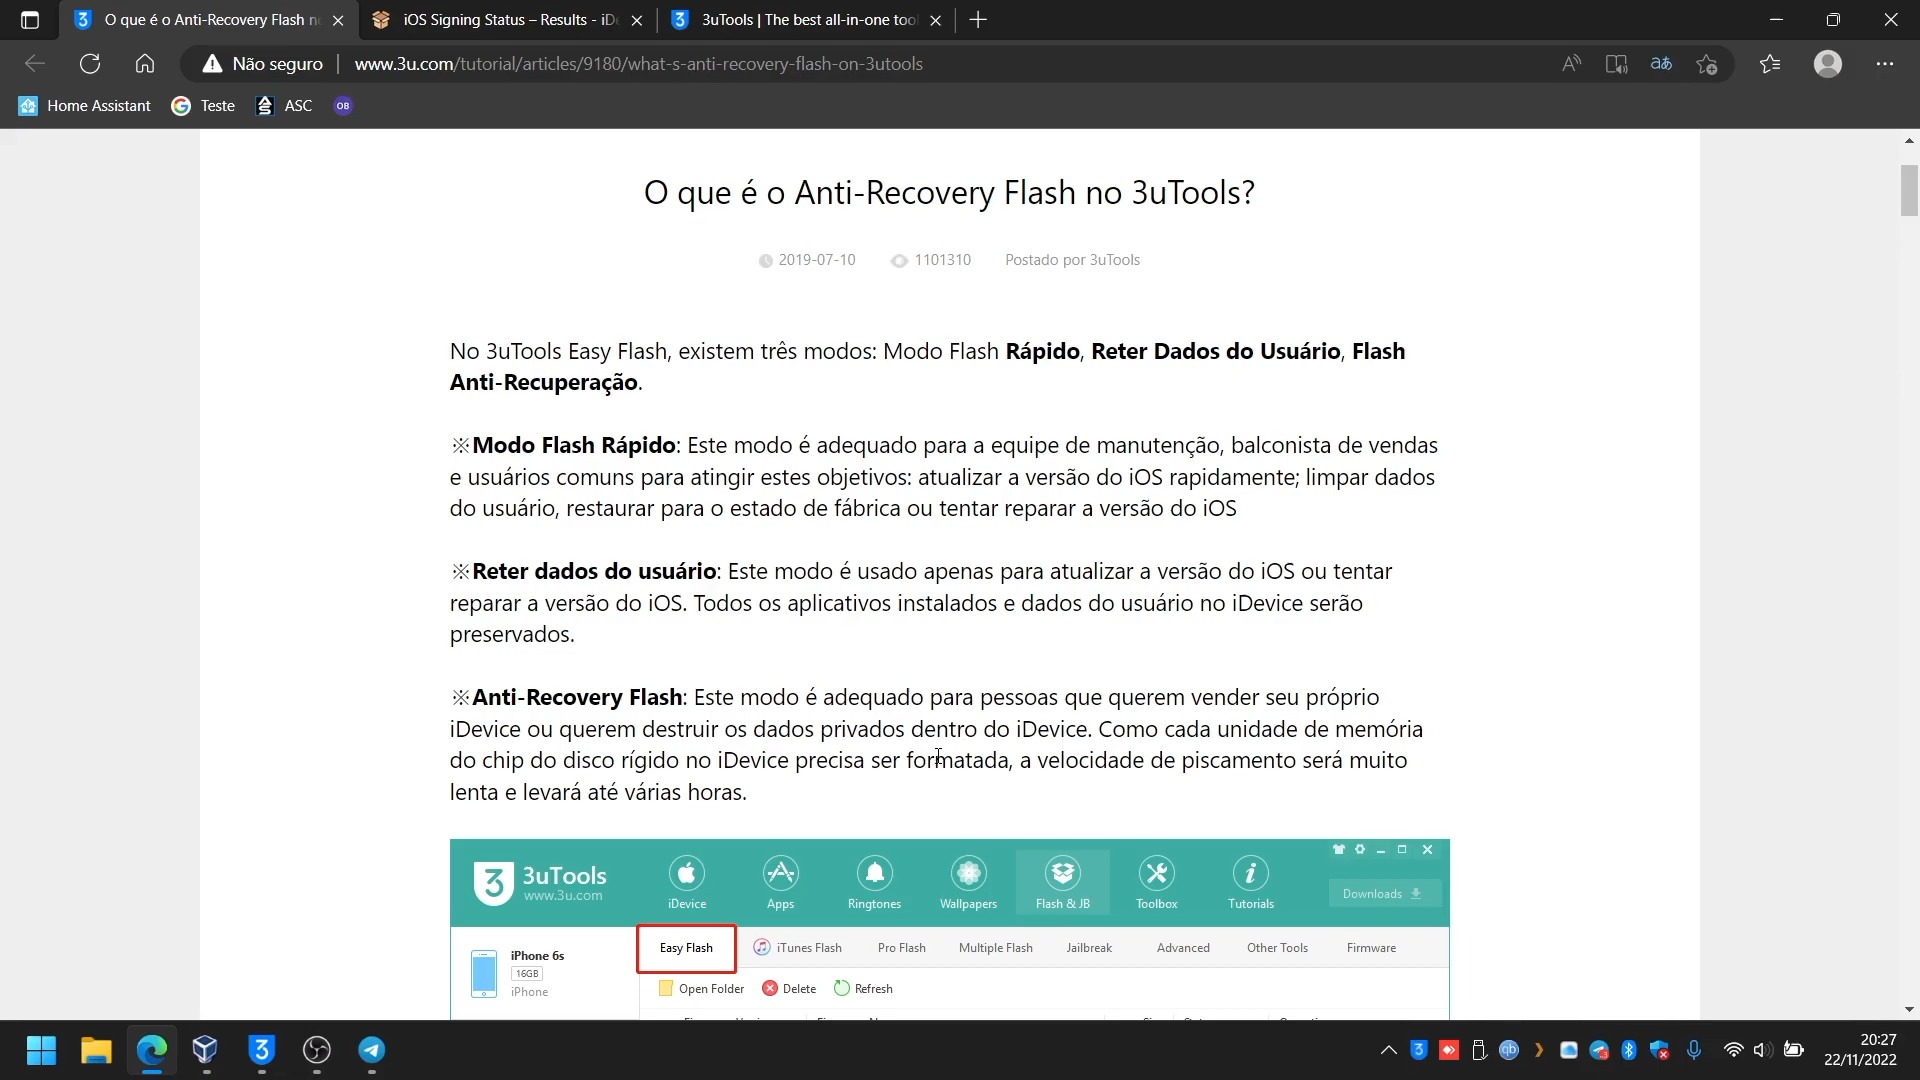 O que é o Anti-Recovery Flash n
iOS Signing Status – Results - iD
3uTools | The best all-in-one tool
Não seguro
www.3u.com/tutorial/articles/9180/what-s-anti-recovery-flash-on-3utools
Home Assistant
Teste
ASC
OB
O que é o Anti-Recovery Flash no 3uTools?
2019-07-10 1101310 Postado por 3uTools
No 3uTools Easy Flash, existem três modos: Modo Flash Rápido, Reter Dados do Usuário, Flash
Anti-Recuperação.
※Modo Flash Rápido: Este modo é adequado para a equipe de manutenção, balconista de vendas
e usuários comuns para atingir estes objetivos: atualizar a versão do iOS rapidamente; limpar dados
do usuário, restaurar para o estado de fábrica ou tentar reparar a versão do iOS
※Reter dados do usuário: Este modo é usado apenas para atualizar a versão do iOS ou tentar
reparar a versão do iOS. Todos os aplicativos instalados e dados do usuário no iDevice serão
preservados.
※Anti-Recovery Flash: Este modo é adequado para pessoas que querem vender seu próprio
iDevice ou querem destruir os dados privados dentro do iDevice. Como cada unidade de memória
do chip do disco rígido no iDevice precisa ser formatada, a velocidade de piscamento será muito
lenta e levará até várias horas.
3uTools
www.3u.com
iDevice
Apps
Ringtones
Wallpapers
Flash & JB
Toolbox
Tutorials
Downloads
iPhone 6s
16GB
iPhone
Easy Flash
iTunes Flash
Pro Flash
Multiple Flash
Jailbreak
Advanced
Other Tools
Firmware
Open Folder
Delete
Refresh
20:27
22/11/2022